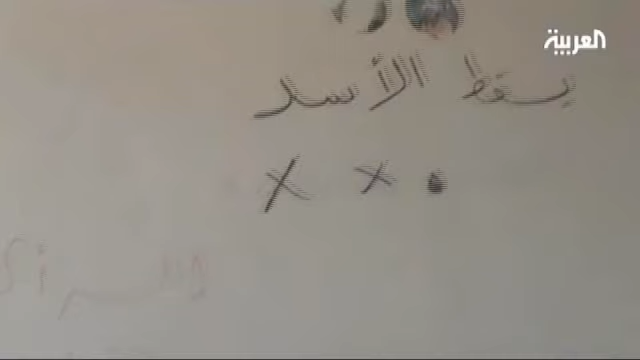 العربية
يسقط الأسد
x x .